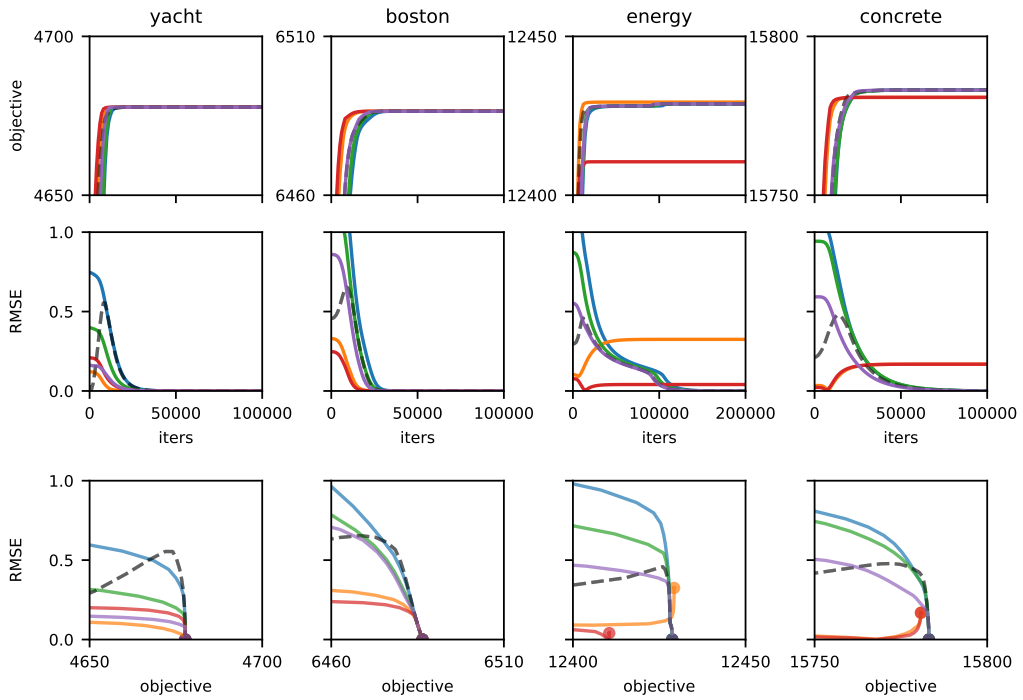 yacht boston energy concrete
4700 6510 12450 15800
objective
4650 6460 12400 15750
1.0
RMSE
0.5
0.0
0 50000 100000 0 50000 100000 0 100000 200000 0 50000 100000
iters iters iters iters
1.0
RMSE
0.5
0.0
4650 4700 6460 6510 12400 12450 15750 15800
objective objective objective objective